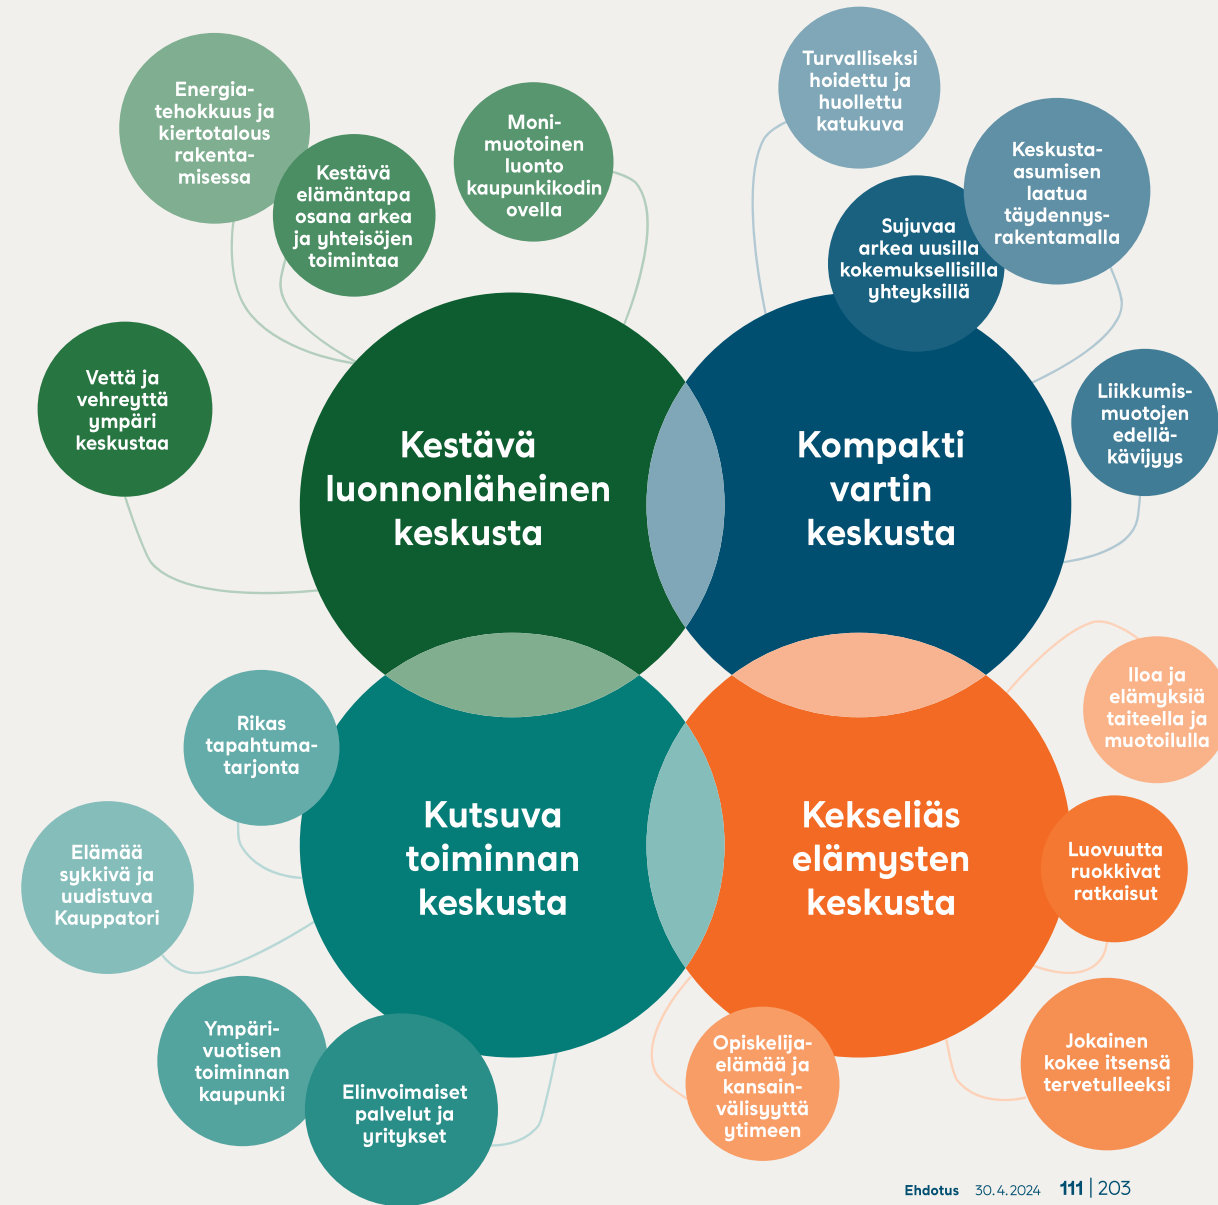 Energia-
tehokkuus ja
kiertotalous
rakenta-
misessa
Kestävä
elämäntapa
osana arkea
ja yhteisöjen
toimintaa
Moni-
muotoinen
luonto
kaupunkikodin
ovella
Vettä ja
vehreyttä
ympäri
keskustaa
Kestävä
luonnonläheinen
keskusta
Turvalliseksi
hoidettu ja
huollettu
katukuva
Keskusta-
asumisen
laatua
täydennys-
rakentamalla
Sujuvaa
arkea uusilla
kokemuksellisilla
yhteyksillä
Liikkumis-
muotojen
edellä-
kävijyys
Kompakti
vartin
keskusta
Rikas
tapahtuma-
tarjonta
Elämää
sykkivä ja
uudistuva
Kauppatori
Ympäri-
vuotisen
toiminnan
kaupunki
Elinvoimaiset
palvelut ja
yritykset
Kutsuva
toiminnan
keskusta
Iloa ja
elämyksiä
taiteella ja
muotoilulla
Luovuutta
ruokkivat
ratkaisut
Jokainen
kokee itsensä
tervetulleeksi
Opiskelija-
elämää ja
kansain-
välisyyttä
ytimeen
Kekseliäs
elämysten
keskusta
Ehdotus 30.4.2024 111 | 203